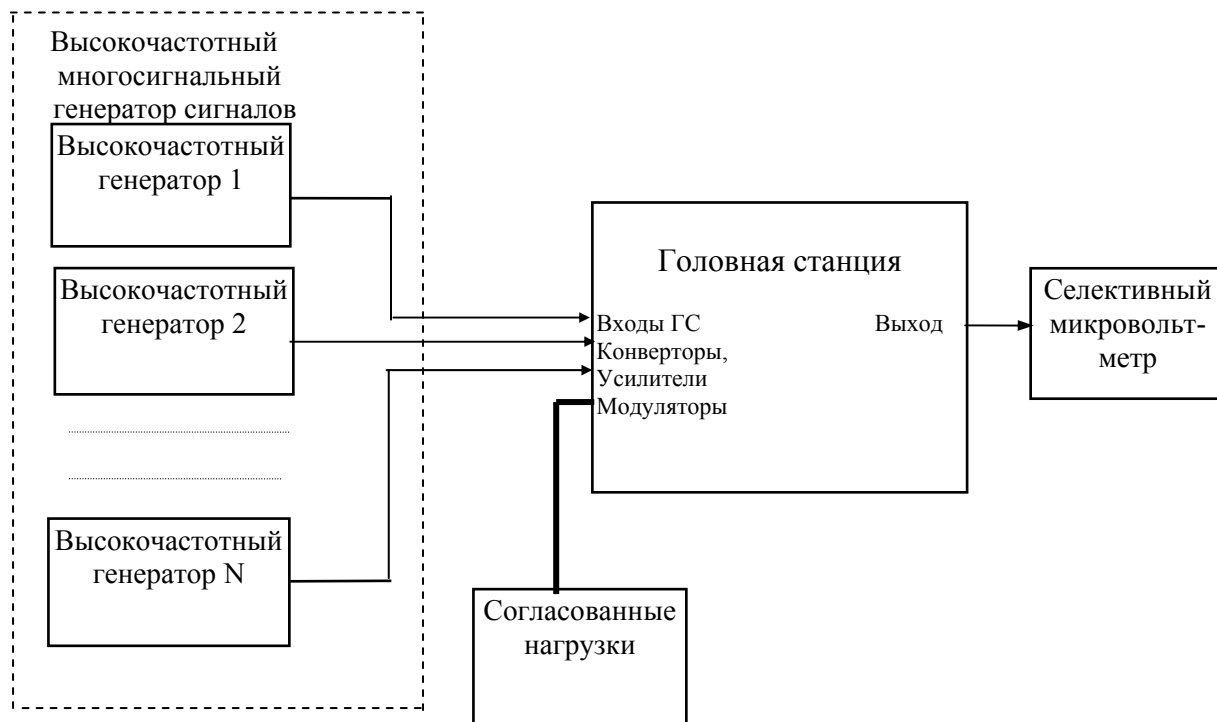 Высокочастотный
многосигнальный
генератор сигналов
Высокочастотный
генератор 1
Высокочастотный
генератор 2
Высокочастотный
генератор N
Головная станция
Входы ГС
Конверторы,
Усилители
Модуляторы
Выход
Селективный
микровольт-
метр
Согласованные
нагрузки